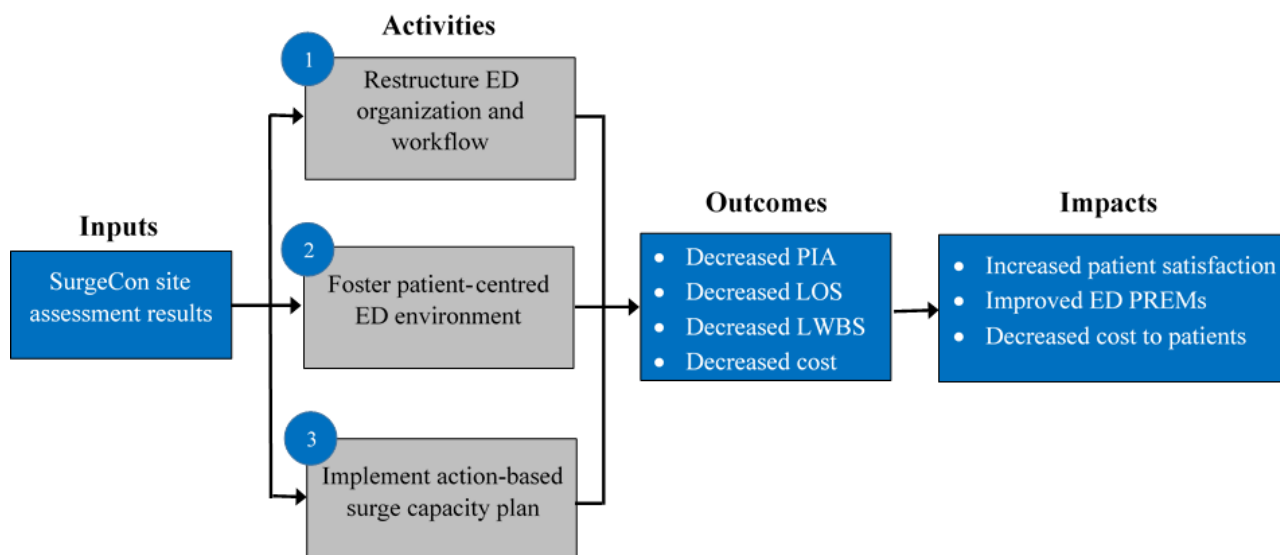 Inputs
SurgeCon site
assessment results
Activities
1
Restructure ED
organization and
workflow
2
Foster patient-centred
ED environment
3
Implement action-based
surge capacity plan
Outcomes
• Decreased PIA
• Decreased LOS
• Decreased LWBS
• Decreased cost
Impacts
• Increased patient satisfaction
• Improved ED PREMs
• Decreased cost to patients